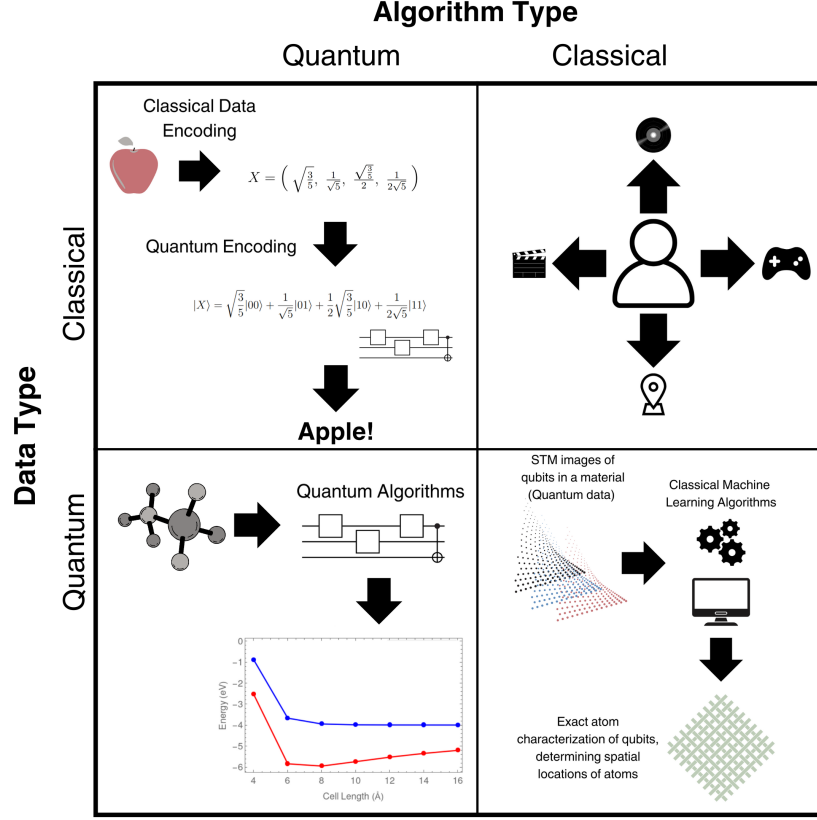 Algorithm Type
Quantum
Classical
Data Type
Classical
Quantum
Classical Data
Encoding
X = ( √(3/5), 1/√5, √(3/5)/2, 1/(2√5) )
Quantum Encoding
|X⟩ = √(3/5)|00⟩ + 1/√5|01⟩ + 1/2√(3/5)|10⟩ + 1/(2√5)|11⟩
Apple!
Quantum Algorithms
Energy (eV)
0
−1
−2
−3
−4
−5
−6
4 6 8 10 12 14 16
Cell Length (Å)
STM images of
qubits in a material
(Quantum data)
Classical Machine
Learning Algorithms
Exact atom
characterization of qubits,
determining spatial
locations of atoms